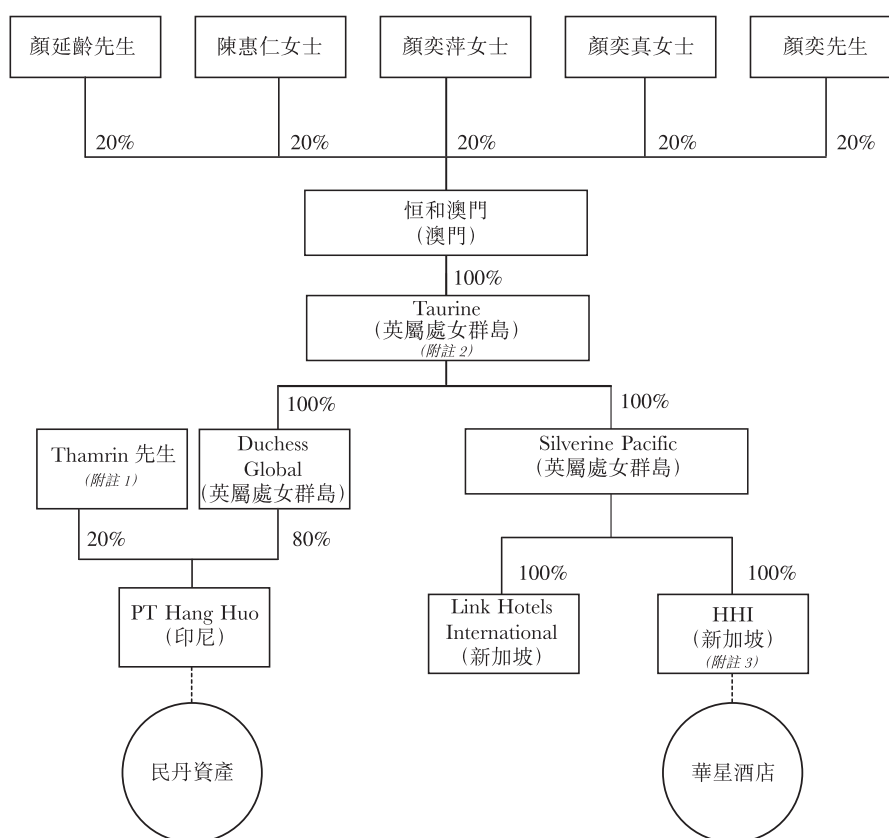 顏延齡先生
陳惠仁女士
顏奕萍女士
顏奕真女士
顏奕先生
20%
20%
20%
20%
20%
恒和澳門
(澳門)
100%
Taurine
(英屬處女群島)
(附註 2)
100%
100%
Thamrin 先生
(附註 1)
Duchess
Global
(英屬處女群島)
Silverine Pacific
(英屬處女群島)
20%
80%
100%
100%
PT Hang Huo
(印尼)
Link Hotels
International
(新加坡)
HHI
(新加坡)
(附註 3)
民丹資產
華星酒店